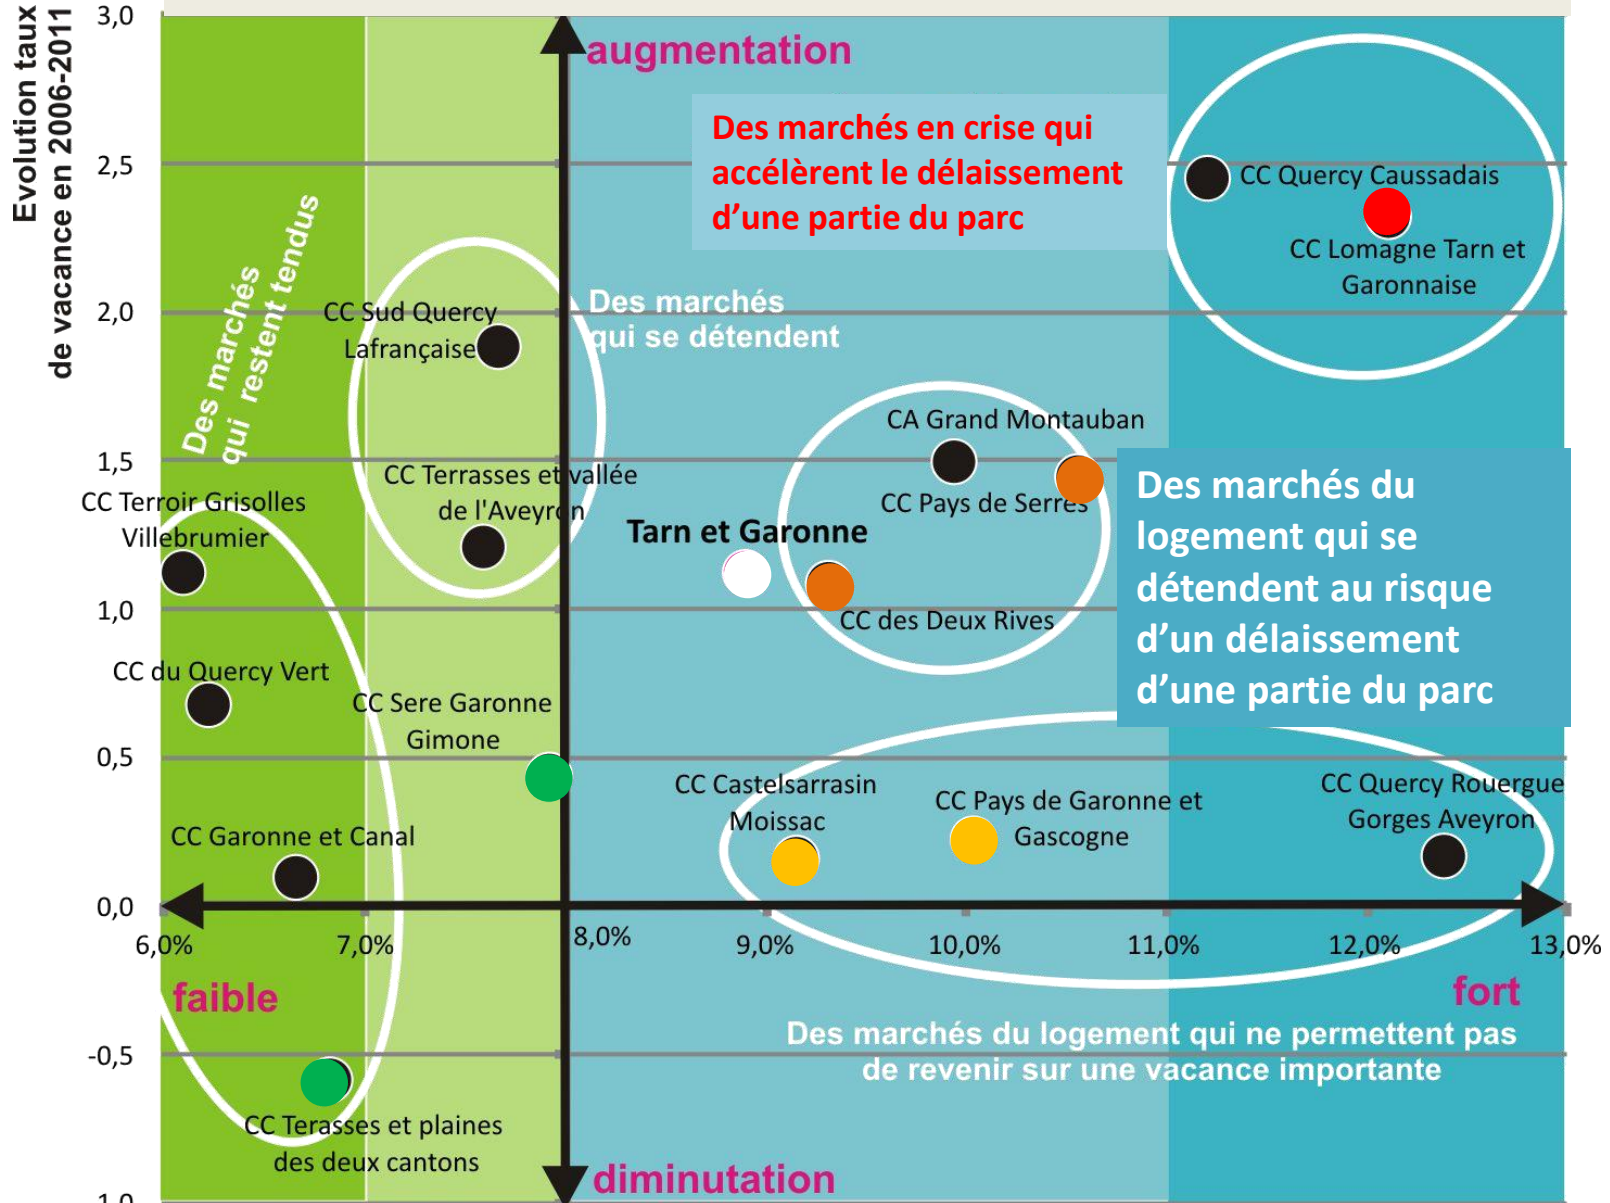 Evolution taux
de vacance en 2006-2011
3,0
2,5
2,0
1,5
1,0
0,5
0,0
-0,5
-1,0
augmentation
Des marchés en crise qui
accélèrent le délaissement
d’une partie du parc
CC Quercy Caussadais
CC Lomagne Tarn et
Garonnaise
Des marchés
qui restent tendus
CC Sud Quercy
Lafrançaise
Des marchés
qui se détendent
CA Grand Montauban
CC Terrasses et vallée
de l'Aveyron
CC Pays de Serres
CC Terroir Grisolles
Villebrumier
Tarn et Garonne
Des marchés du
logement qui se
détendent au risque
d’un délaissement
d’une partie du parc
CC des Deux Rives
CC du Quercy Vert
CC Sere Garonne
Gimone
CC Castelsarrasin
Moissac
CC Pays de Garonne et
Gascogne
CC Quercy Rouergue
Gorges Aveyron
CC Garonne et Canal
6,0%
7,0%
8,0%
9,0%
10,0%
11,0%
12,0%
13,0%
faible
fort
Des marchés du logement qui ne permettent pas
de revenir sur une vacance importante
CC Terasses et plaines
des deux cantons
diminutation